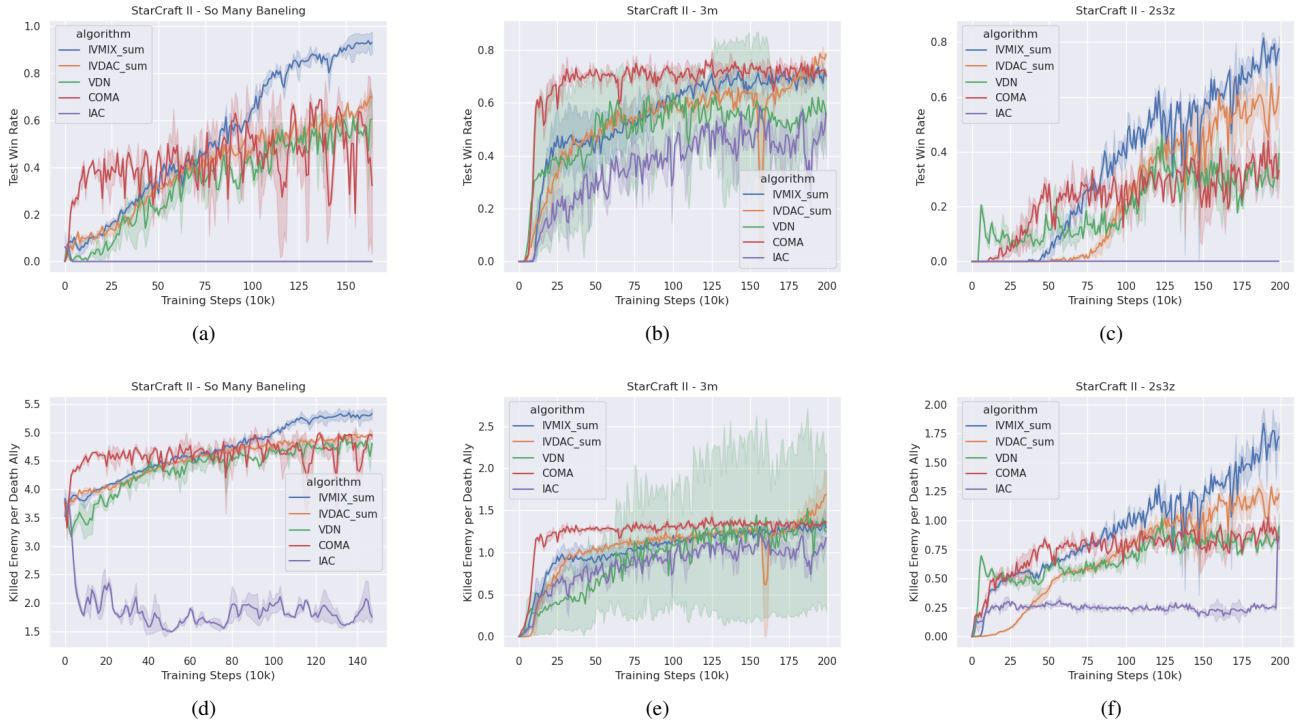 StarCraft II - So Many Baneling
1.0
0.8
0.6
0.4
0.2
0.0
Test Win Rate
algorithm
IVMIX_sum
IVDAC_sum
VDN
COMA
IAC
0 25 50 75 100 125 150
Training Steps (10k)
(a)
StarCraft II - 3m
0.8
0.6
0.4
0.2
0.0
Test Win Rate
algorithm
IVMIX_sum
IVDAC_sum
VDN
COMA
IAC
0 25 50 75 100 125 150 175 200
Training Steps (10k)
(b)
StarCraft II - 2s3z
0.8
0.6
0.4
0.2
0.0
Test Win Rate
algorithm
IVMIX_sum
IVDAC_sum
VDN
COMA
IAC
0 25 50 75 100 125 150 175 200
Training Steps (10k)
(c)
StarCraft II - So Many Baneling
5.5
5.0
4.5
4.0
3.5
3.0
2.5
2.0
1.5
Killed Enemy per Death Ally
algorithm
IVMIX_sum
IVDAC_sum
VDN
COMA
IAC
0 20 40 60 80 100 120 140
Training Steps (10k)
(d)
StarCraft II - 3m
2.5
2.0
1.5
1.0
0.5
0.0
Killed Enemy per Death Ally
algorithm
IVMIX_sum
IVDAC_sum
VDN
COMA
IAC
0 25 50 75 100 125 150 175 200
Training Steps (10k)
(e)
StarCraft II - 2s3z
2.00
1.75
1.50
1.25
1.00
0.75
0.50
0.25
0.00
Killed Enemy per Death Ally
algorithm
IVMIX_sum
IVDAC_sum
VDN
COMA
IAC
0 25 50 75 100 125 150 175 200
Training Steps (10k)
(f)